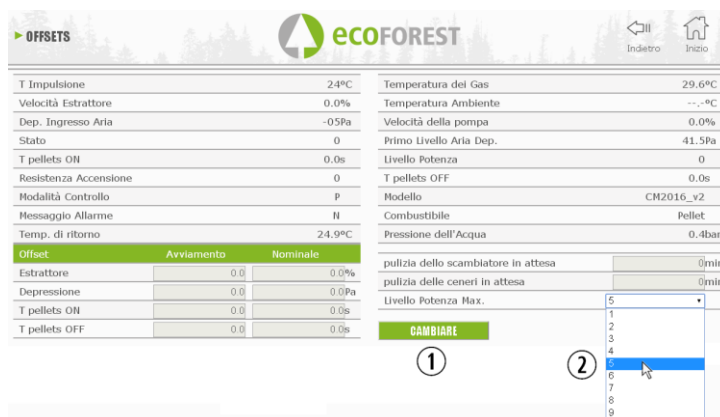 ► OFFSETS
ecoFOREST
Indietro
Inizio
T Impulsione 24ºC
Velocità Estrattore 0.0%
Dep. Ingresso Aria -05Pa
Stato 0
T pellets ON 0.0s
Resistenza Accensione 0
Modalità Controllo P
Messaggio Allarme N
Temp. di ritorno 24.9ºC
Offset Avviamento Nominale
Estrattore 0.0 0.0%
Depressione 0.0 0.0Pa
T pellets ON 0.0 0.0s
T pellets OFF 0.0 0.0s
Temperatura dei Gas 29.6ºC
Temperatura Ambiente --.-ºC
Velocità della pompa 0.0%
Primo Livello Aria Dep. 41.5Pa
Livello Potenza 0
T pellets OFF 0.0s
Modello CM2016_v2
Combustibile Pellet
Pressione dell'Acqua 0.4bar
pulizia dello scambiatore in attesa 0min
pulizia delle ceneri in attesa 0min
Livello Potenza Max. 5
1
2
3
4
5
6
7
8
9
CAMBIARE
1
2